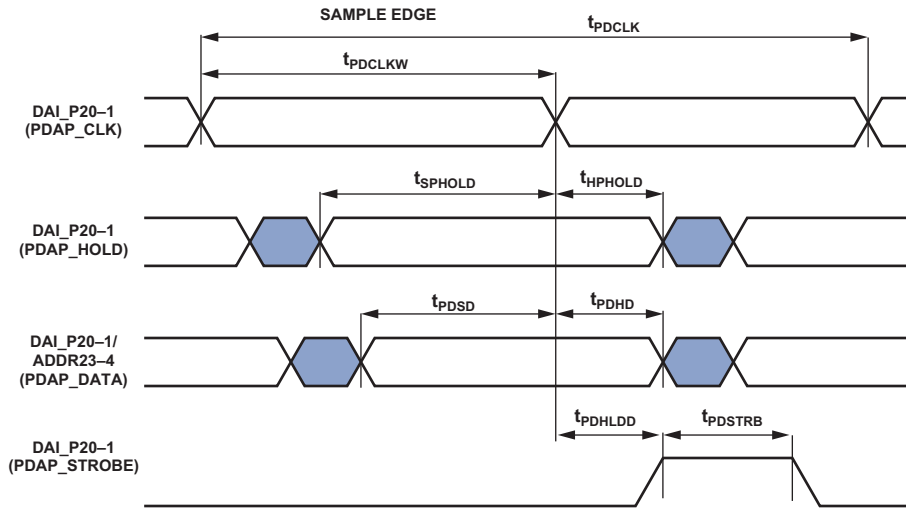 SAMPLE EDGE
tPDCLK
tPDCLKW
DAI_P20–1
(PDAP_CLK)
tSPHOLD
tHPHOLD
DAI_P20–1
(PDAP_HOLD)
tPDSD
tPDHD
DAI_P20–1/
ADDR23–4
(PDAP_DATA)
tPDHLDD
tPDSTRB
DAI_P20–1
(PDAP_STROBE)